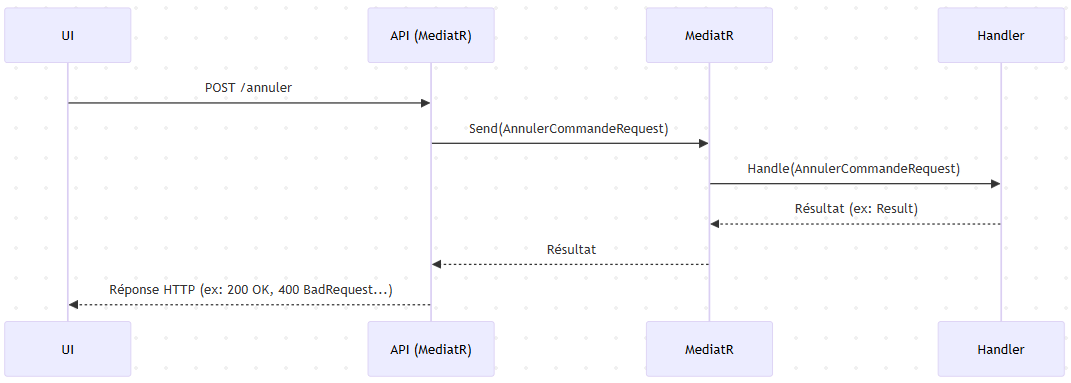 UI
API (MediatR)
MediatR
Handler
POST /annuler
Send(AnnulerCommandeRequest)
Handle(AnnulerCommandeRequest)
Résultat (ex: Result)
Résultat
Réponse HTTP (ex: 200 OK, 400 BadRequest...)
UI
API (MediatR)
MediatR
Handler